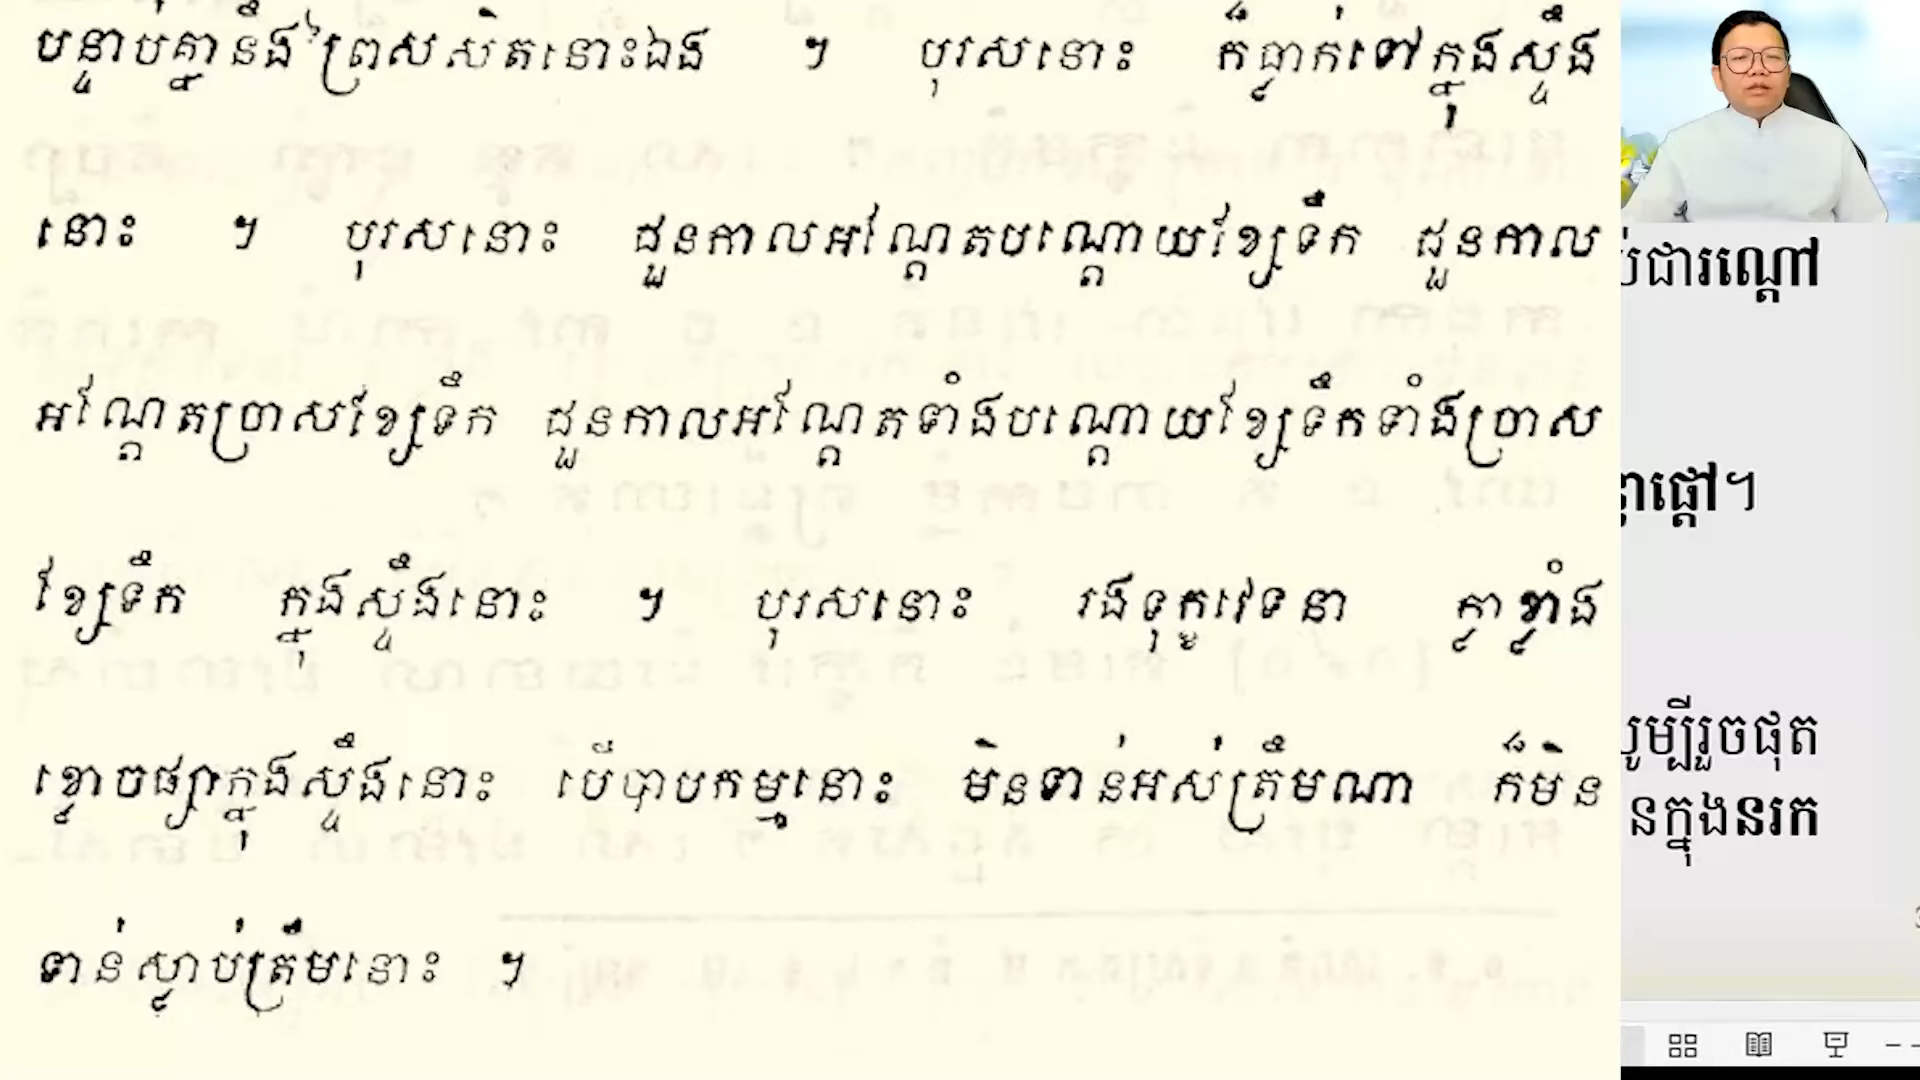 បន្ទាប់គ្នានឹងព្រៃសសិតនោះឯង ។ បុរសនោះ ក៏ធ្លាក់ទៅក្នុងស្ទឹង
នោះ ។ បុរសនោះ ជួនកាលអណ្តែតបណ្តោយខ្សែទឹក ជួនកាល
អណ្តែតច្រាសខ្សែទឹក ជួនកាលអណ្តែតទាំងបណ្តោយខ្សែទឹកទាំងច្រាស
ខ្សែទឹក ក្នុងស្ទឹងនោះ ។ បុរសនោះ រងទុក្ខវេទនា ក្លាខ្លាំង
ខ្លោចផ្សាក្នុងស្ទឹងនោះ បើបាបកម្មនោះ មិនទាន់អស់ត្រឹមណា ក៏មិន
ទាន់ស្លាប់ត្រឹមនោះ ។
ជារណ្តៅ
ផ្តៅ។
ម្បីរួចផុត
ក្នុងនរក